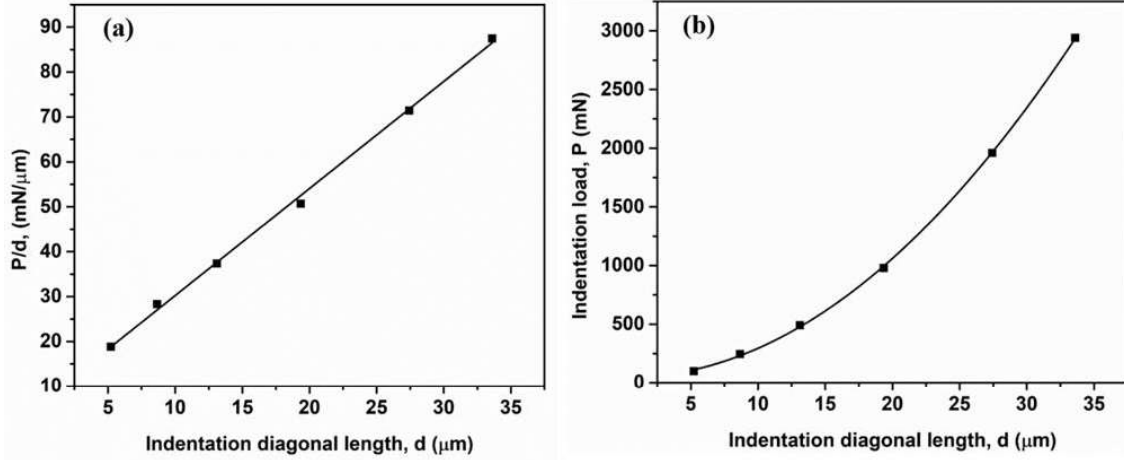 (a)
90
80
70
60
50
40
30
20
10
P/d, (mN/μm)
5 10 15 20 25 30 35
Indentation diagonal length, d (μm)
(b)
3000
2500
2000
1500
1000
500
0
Indentation load, P (mN)
5 10 15 20 25 30 35
Indentation diagonal length, d (μm)